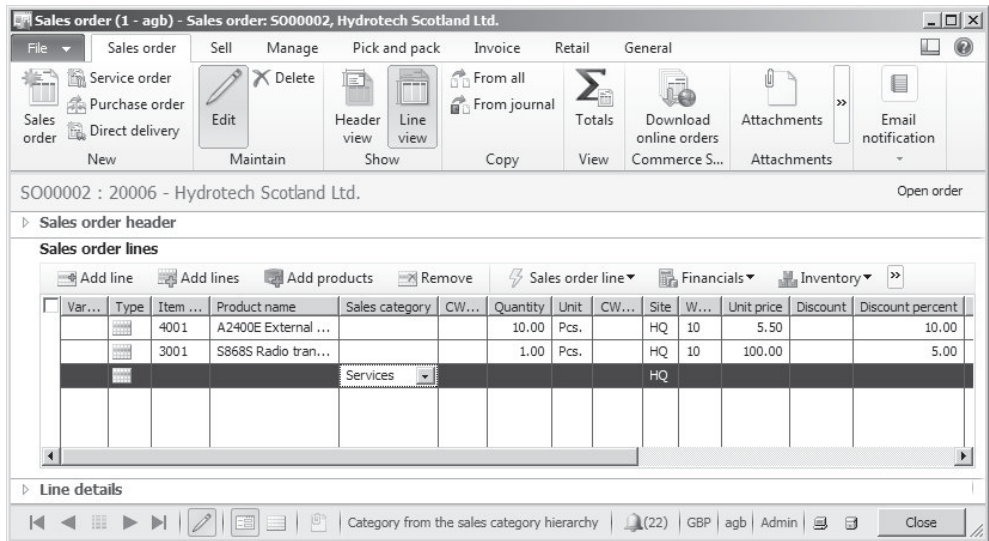 Sales order (1 - agb) - Sales order: SO00002, Hydrotech Scotland Ltd.
File Sales order Sell Manage Pick and pack Invoice Retail General
Sales order
Service order
Purchase order
Direct delivery
New
Edit
Delete
Maintain
Header view
Line view
Show
From all
From journal
Copy
Totals
View
Download online orders
Commerce S...
Attachments
Attachments
Email notification
SO00002 : 20006 - Hydrotech Scotland Ltd. Open order
Sales order header
Sales order lines
Add line Add lines Add products Remove Sales order line Financials Inventory
Var... Type Item ... Product name Sales category CW... Quantity Unit CW... Site W... Unit price Discount Discount percent
4001 A2400E External ... 10.00 Pcs. HQ 10 5.50 10.00
3001 S868S Radio tran... 1.00 Pcs. HQ 10 100.00 5.00
Services HQ
Line details
Category from the sales category hierarchy (22) GBP agb Admin Close